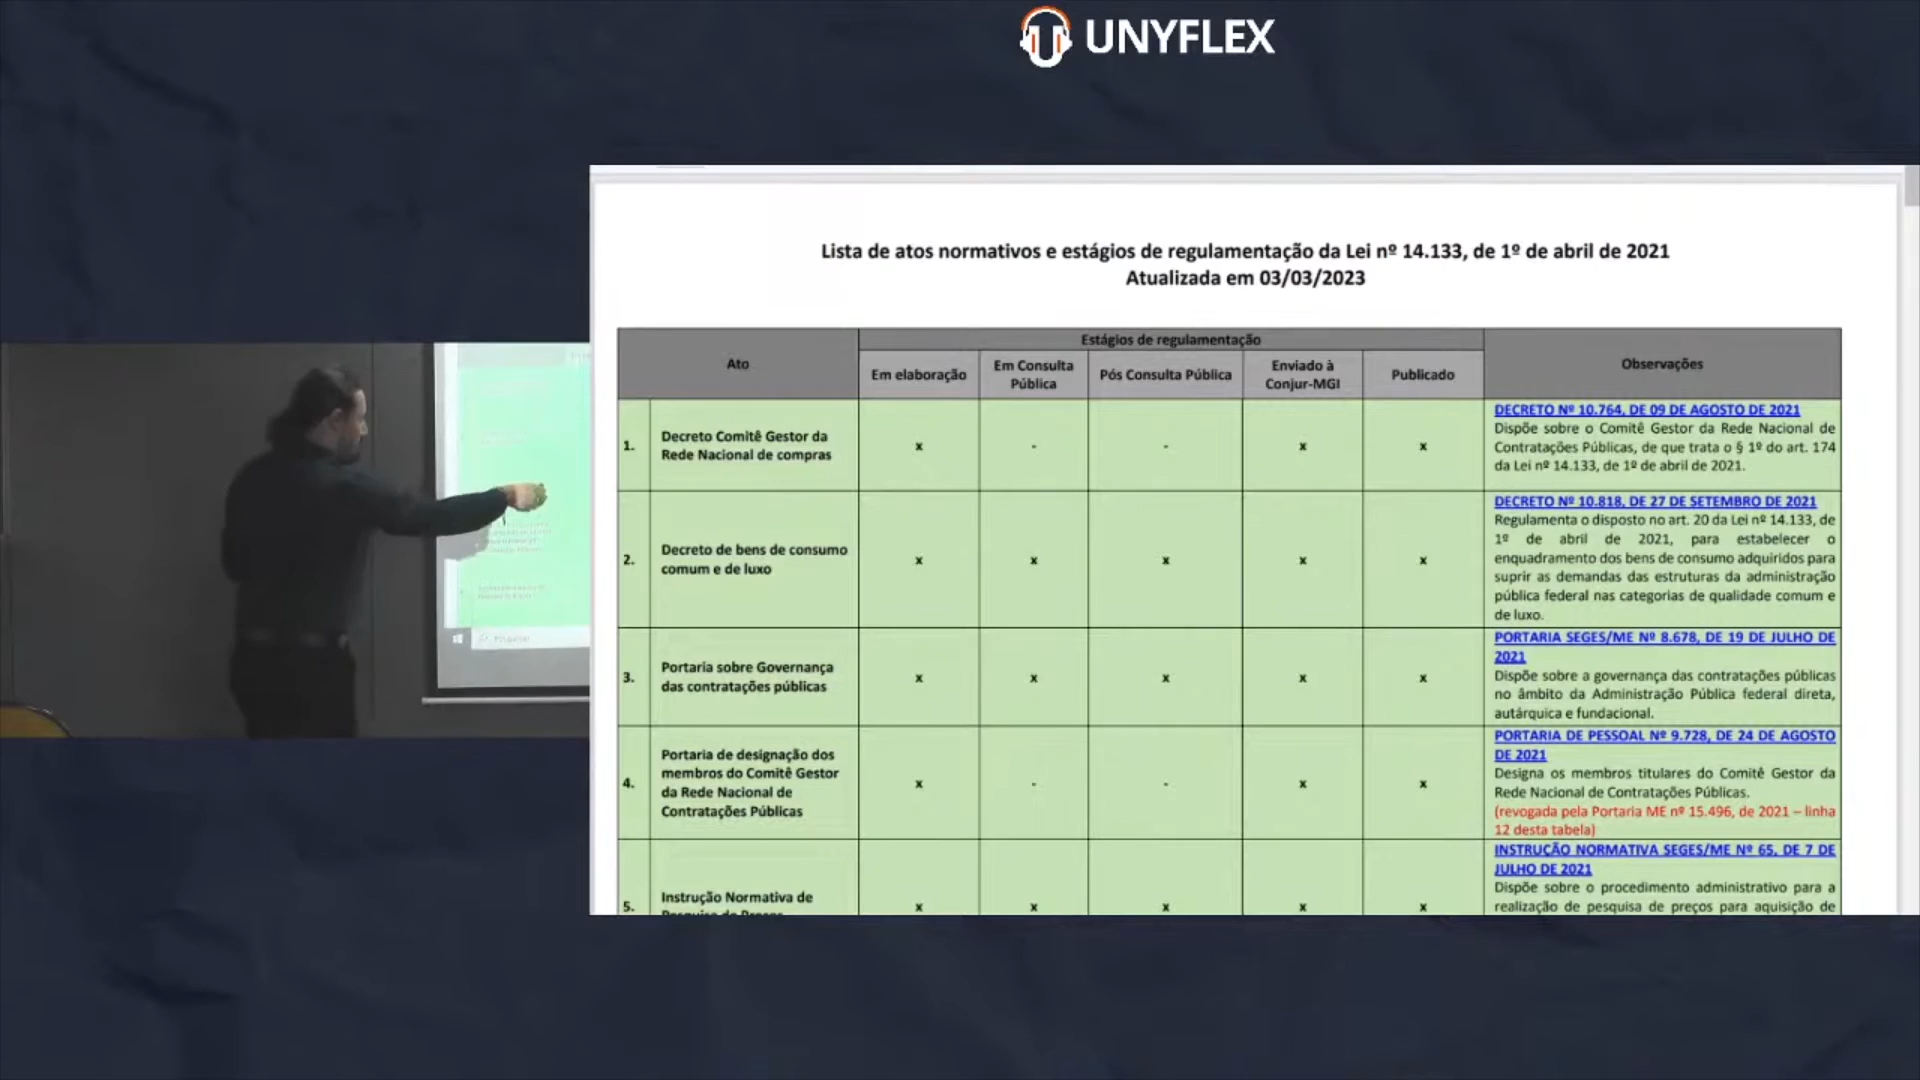 UNYFLEX
Lista de atos normativos e estágios de regulamentação da Lei nº 14.133, de 1º de abril de 2021
Atualizada em 03/03/2023
Ato
Estágios de regulamentação
Observações
Em elaboração
Em Consulta
Pública
Pós Consulta Pública
Enviado à
Conjur-MGI
Publicado
1.
Decreto Comitê Gestor da
Rede Nacional de compras
x
-
-
x
x
DECRETO Nº 10.764, DE 09 DE AGOSTO DE 2021
Dispõe sobre o Comitê Gestor da Rede Nacional de
Contratações Públicas, de que trata o § 1º do art. 174
da Lei nº 14.133, de 1º de abril de 2021.
2.
Decreto de bens de consumo
comum e de luxo
x
x
x
x
x
DECRETO Nº 10.818, DE 27 DE SETEMBRO DE 2021
Regulamenta o disposto no art. 20 da Lei nº 14.133, de
1º de abril de 2021, para estabelecer o
enquadramento dos bens de consumo adquiridos para
suprir as demandas das estruturas da administração
pública federal nas categorias de qualidade comum e
de luxo.
3.
Portaria sobre Governança
das contratações públicas
x
x
x
x
x
PORTARIA SEGES/ME Nº 8.678, DE 19 DE JULHO DE
2021
Dispõe sobre a governança das contratações públicas
no âmbito da Administração Pública federal direta,
autárquica e fundacional.
4.
Portaria de designação dos
membros do Comitê Gestor
da Rede Nacional de
Contratações Públicas
x
-
-
x
x
PORTARIA DE PESSOAL Nº 9.728, DE 24 DE AGOSTO
DE 2021
Designa os membros titulares do Comitê Gestor da
Rede Nacional de Contratações Públicas.
(revogada pela Portaria ME nº 15.496, de 2021 – linha
12 desta tabela)
5.
Instrução Normativa de
Pesquisa de Preços
x
x
x
x
x
INSTRUÇÃO NORMATIVA SEGES/ME Nº 65, DE 7 DE
JULHO DE 2021
Dispõe sobre o procedimento administrativo para a
realização de pesquisa de preços para aquisição de